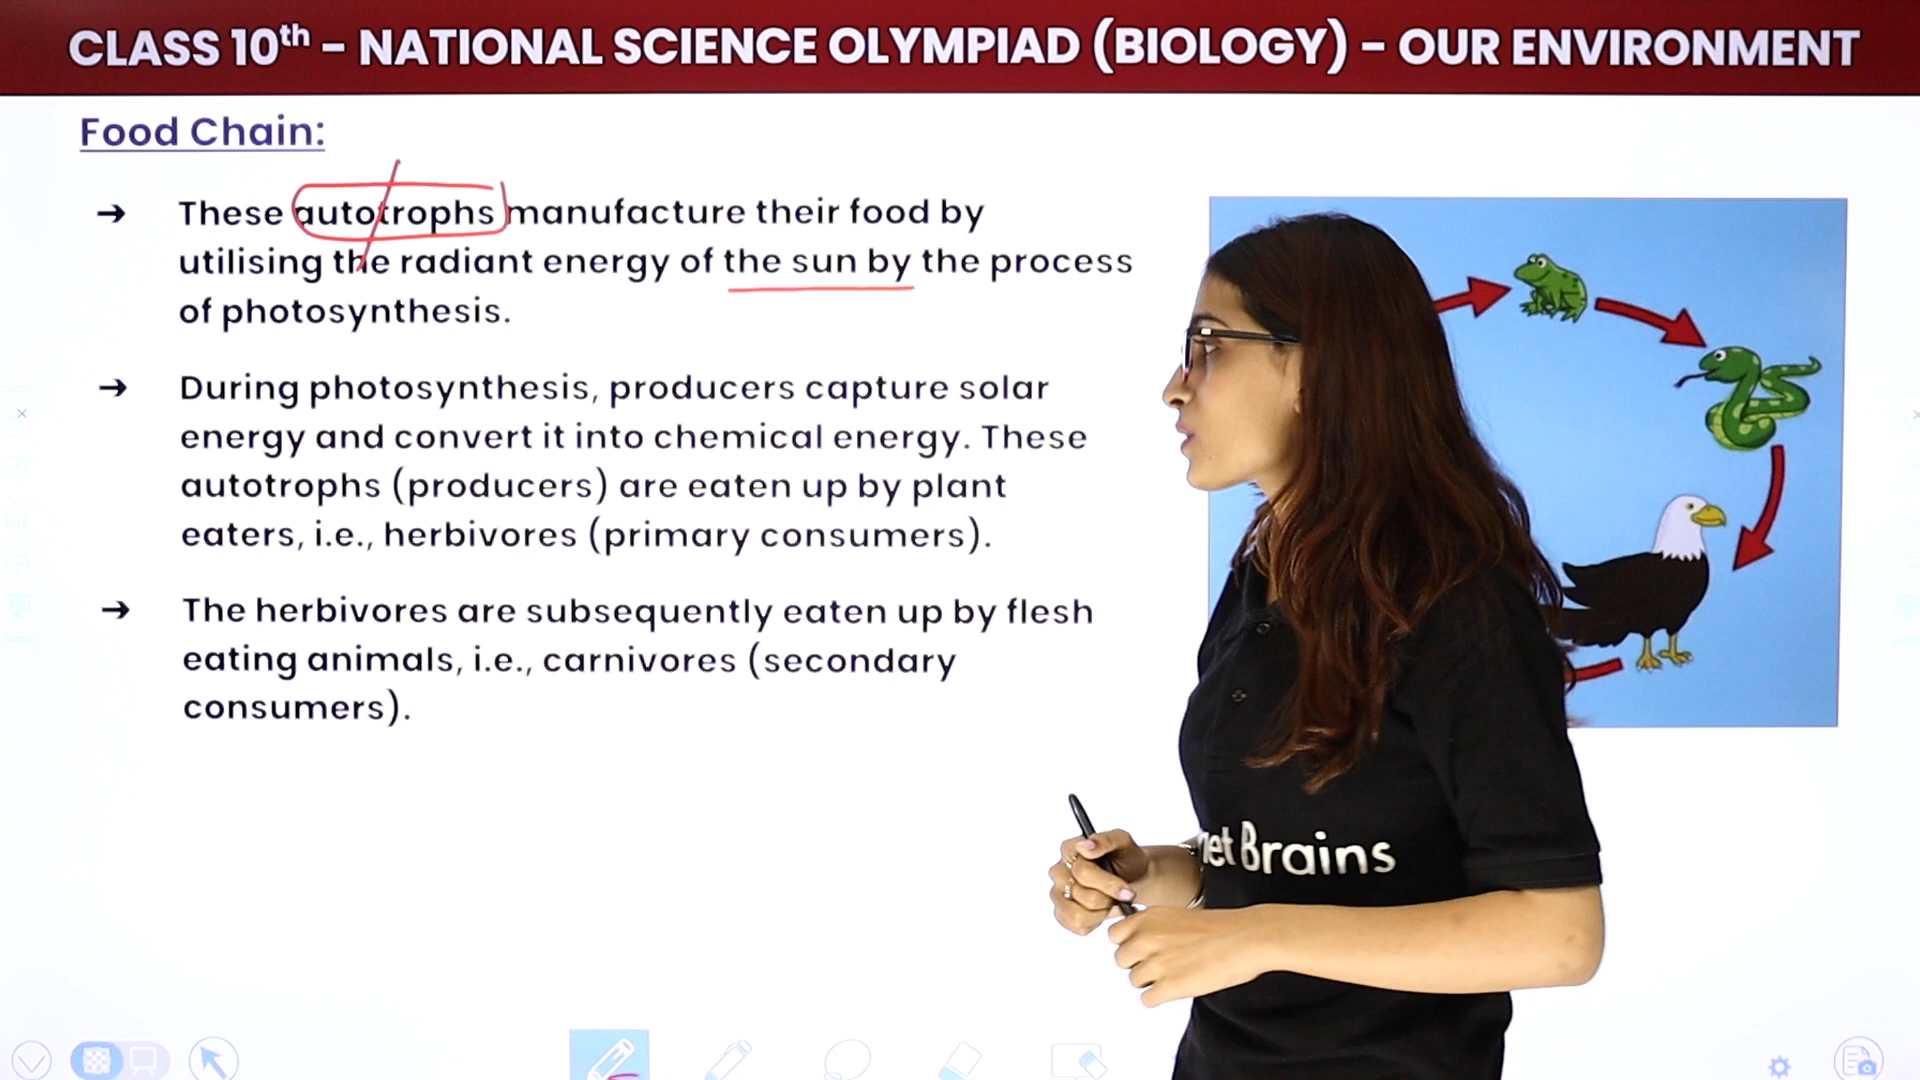 CLASS 10th – NATIONAL SCIENCE OLYMPIAD (BIOLOGY) – OUR ENVIRONMENT
Food Chain:
➔ These autotrophs manufacture their food by
utilising the radiant energy of the sun by the process
of photosynthesis.
➔ During photosynthesis, producers capture solar
energy and convert it into chemical energy. These
autotrophs (producers) are eaten up by plant
eaters, i.e., herbivores (primary consumers).
➔ The herbivores are subsequently eaten up by flesh
eating animals, i.e., carnivores (secondary
consumers).
net Brains